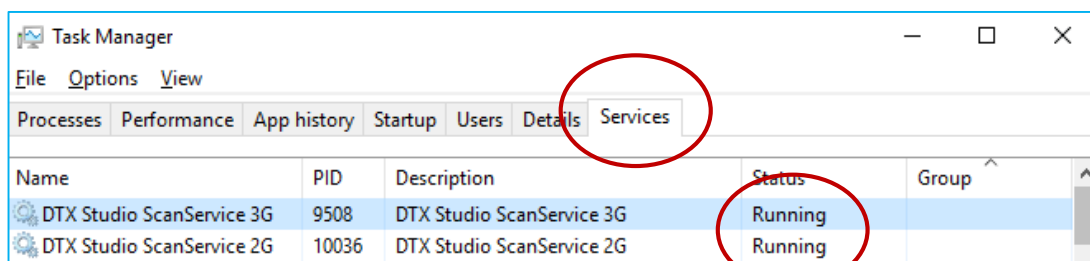 Task Manager
File Options View
Processes Performance App history Startup Users Details Services
Name PID Description Status Group
DTX Studio ScanService 3G 9508 DTX Studio ScanService 3G Running
DTX Studio ScanService 2G 10036 DTX Studio ScanService 2G Running